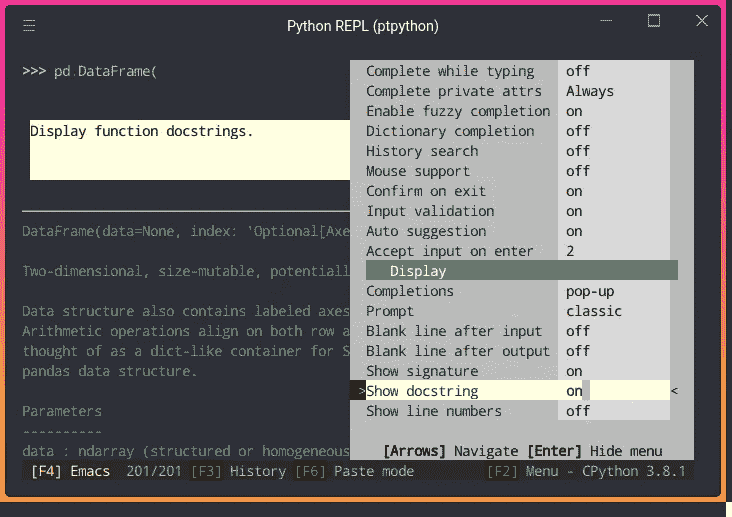 Python REPL (ptpython)
>>> pd.DataFrame(
Display function docstrings.
DataFrame(data=None, index: 'Optional[Axe
Two-dimensional, size-mutable, potentiall
Data structure also contains labeled axes
Arithmetic operations align on both row a
thought of as a dict-like container for S
pandas data structure.
Parameters
----------
data : ndarray (structured or homogeneous
Complete while typing off
Complete private attrs Always
Enable fuzzy completion on
Dictionary completion off
History search off
Mouse support off
Confirm on exit on
Input validation on
Auto suggestion on
Accept input on enter 2
Display
Completions pop-up
Prompt classic
Blank line after input off
Blank line after output off
Show signature on
>Show docstring on <
Show line numbers off
[Arrows] Navigate [Enter] Hide menu
[F4] Emacs 201/201 [F3] History [F6] Paste mode [F2] Menu - CPython 3.8.1